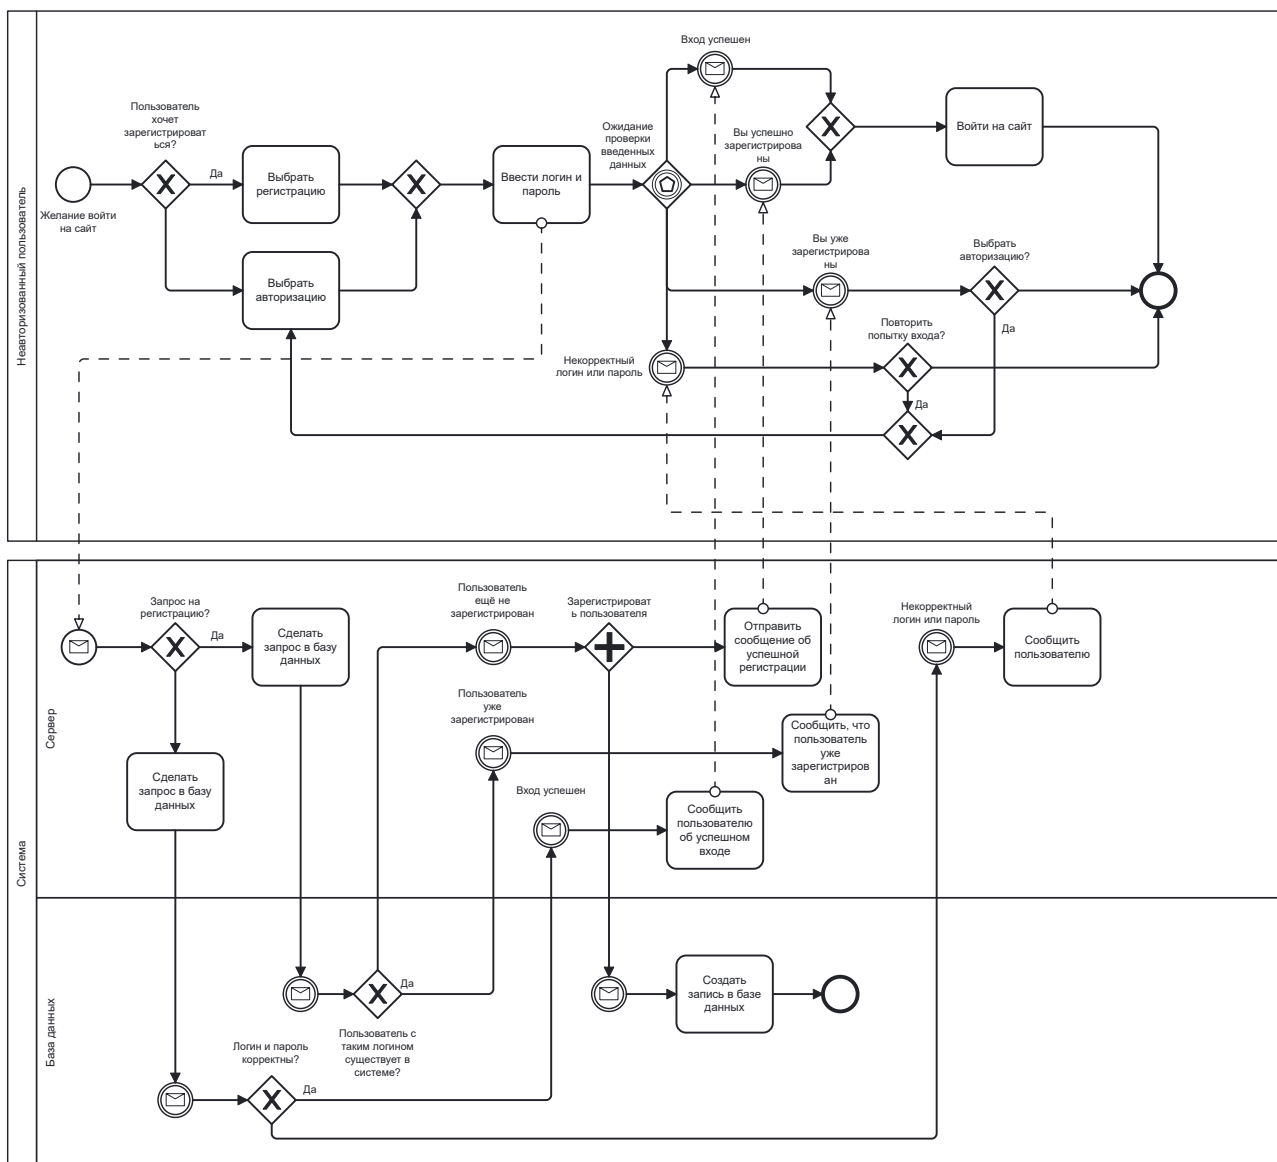 Неавторизованный пользователь
Вход успешен
Пользователь
хочет
зарегистрироват
ься?
Да
Выбрать
регистрацию
Ввести логин и
пароль
Ожидание
проверки
введенных
данных
Вы успешно
зарегистрирова
ны
Войти на сайт
Желание войти
на сайт
Выбрать
авторизацию
Вы уже
зарегистрирова
ны
Выбрать
авторизацию?
Да
Повторить
попытку входа?
Да
Некорректный
логин или пароль
Система
Сервер
Запрос на
регистрацию?
Да
Сделать
запрос в базу
данных
Пользователь
ещё не
зарегистрирован
Зарегистрироват
ь пользователя
Отправить
сообщение об
успешной
регистрации
Некорректный
логин или пароль
Сообщить
пользователю
Пользователь
уже
зарегистрирован
Сообщить, что
пользователь
уже
зарегистриров
ан
Сделать
запрос в базу
данных
Вход успешен
Сообщить
пользователю
об успешном
входе
База данных
Да
Пользователь с
таким логином
существует в
системе?
Создать
запись в базе
данных
Логин и пароль
корректны?
Да